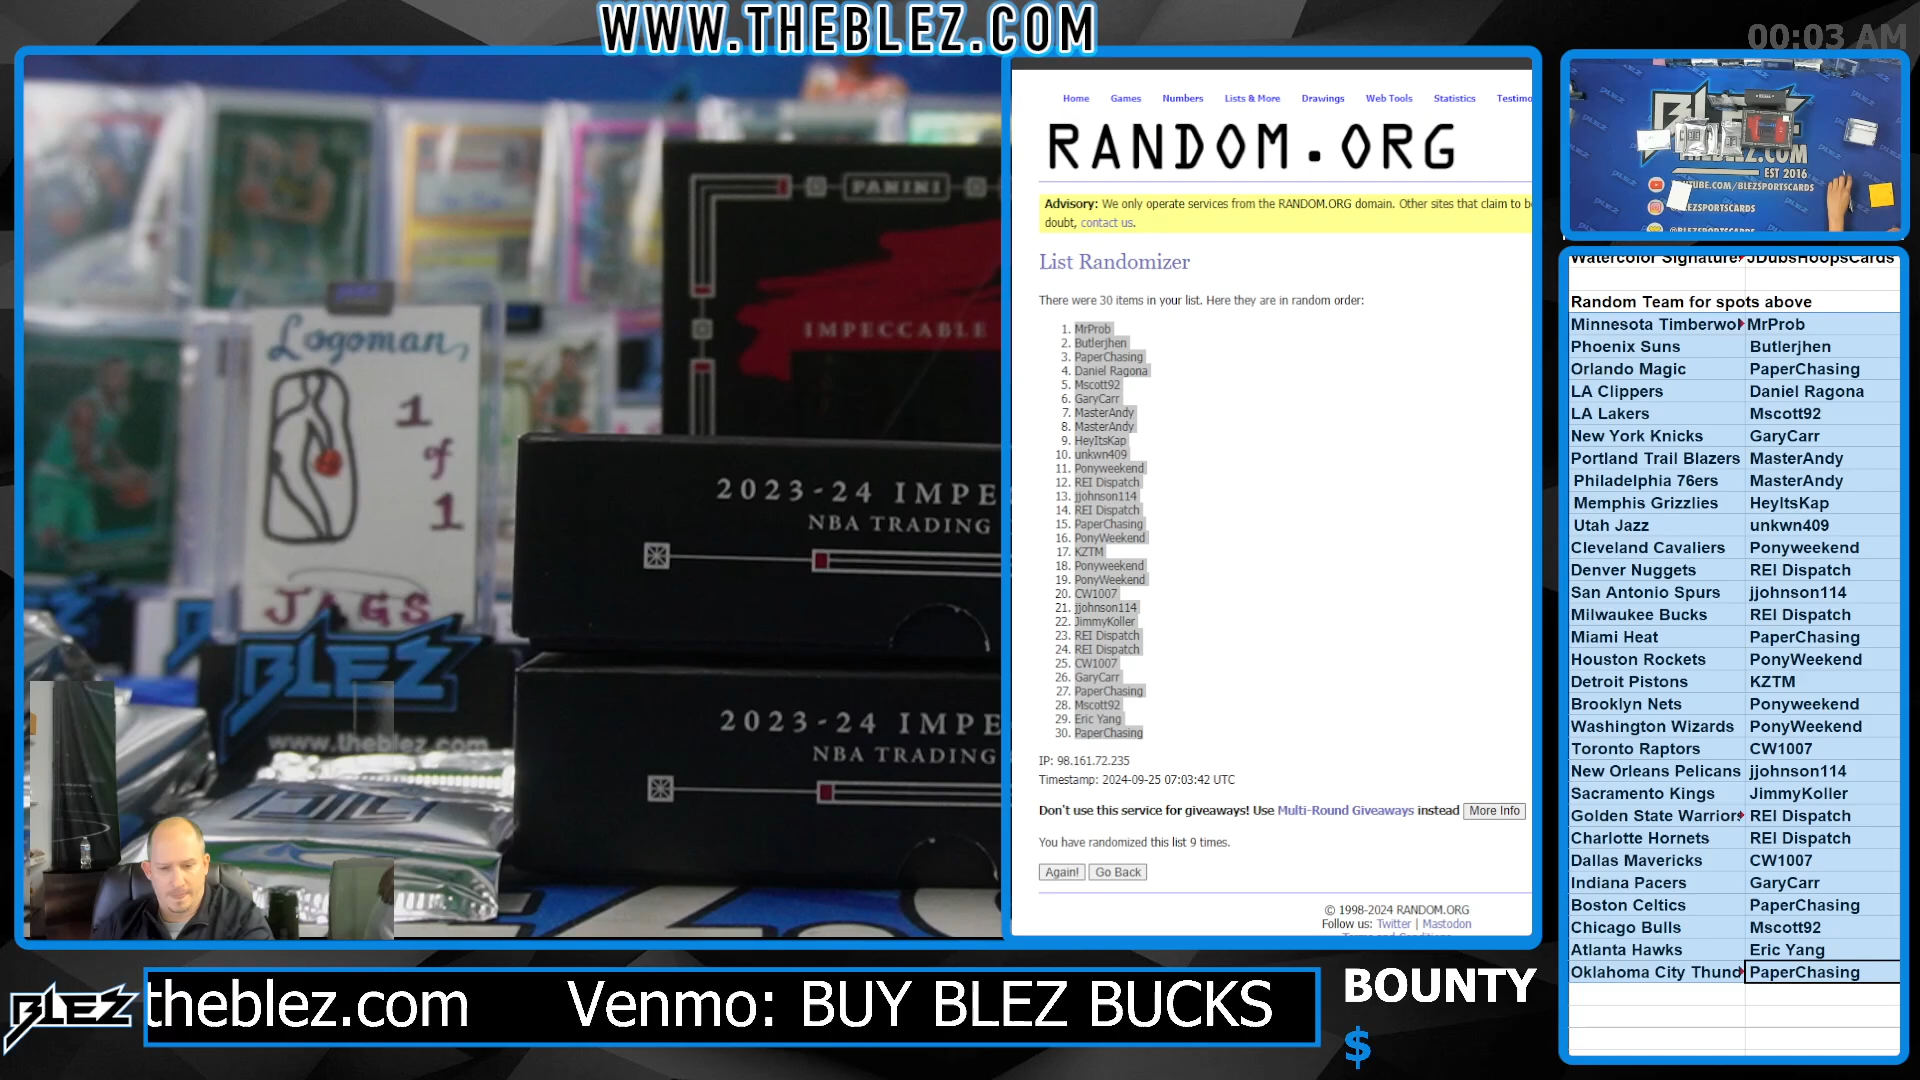 WWW.THEBLEZ.COM
00:03 AM
Home Games Numbers Lists & More Drawings Web Tools Statistics Testimo
RANDOM.ORG
Advisory: We only operate services from the RANDOM.ORG domain. Other sites that claim to b
doubt, contact us.
List Randomizer
There were 30 items in your list. Here they are in random order:
1. MrProb
2. Butlerjhen
3. PaperChasing
4. Daniel Ragona
5. Mscott92
6. GaryCarr
7. MasterAndy
8. MasterAndy
9. HeyItsKap
10. unkwn409
11. Ponyweekend
12. REI Dispatch
13. jjohnson114
14. REI Dispatch
15. PaperChasing
16. PonyWeekend
17. KZTM
18. Ponyweekend
19. PonyWeekend
20. CW1007
21. jjohnson114
22. JimmyKoller
23. REI Dispatch
24. REI Dispatch
25. CW1007
26. GaryCarr
27. PaperChasing
28. Mscott92
29. Eric Yang
30. PaperChasing
IP: 98.161.72.235
Timestamp: 2024-09-25 07:03:42 UTC
Don't use this service for giveaways! Use Multi-Round Giveaways instead More Info
You have randomized this list 9 times.
Again! Go Back
© 1998-2024 RANDOM.ORG
Follow us: Twitter | Mastodon
PANINI
IMPECCABLE
Logoman,
1
of
1
JAGS
BLEZ
www.theblez.com
2023-24 IMPE
NBA TRADING
2023-24 IMPE
NBA TRADING
THEBLEZ.COM
EST 2016
TUBE.COM/BLEZSPORTSCARDS
EZSPORTSCARDS
@BLEZSPORTSCARDS
Watercolor Signature JDubsHoopsCards
Random Team for spots above
Minnesota Timberwol MrProb
Phoenix Suns Butlerjhen
Orlando Magic PaperChasing
LA Clippers Daniel Ragona
LA Lakers Mscott92
New York Knicks GaryCarr
Portland Trail Blazers MasterAndy
Philadelphia 76ers MasterAndy
Memphis Grizzlies HeyItsKap
Utah Jazz unkwn409
Cleveland Cavaliers Ponyweekend
Denver Nuggets REI Dispatch
San Antonio Spurs jjohnson114
Milwaukee Bucks REI Dispatch
Miami Heat PaperChasing
Houston Rockets PonyWeekend
Detroit Pistons KZTM
Brooklyn Nets Ponyweekend
Washington Wizards PonyWeekend
Toronto Raptors CW1007
New Orleans Pelicans jjohnson114
Sacramento Kings JimmyKoller
Golden State Warriors REI Dispatch
Charlotte Hornets REI Dispatch
Dallas Mavericks CW1007
Indiana Pacers GaryCarr
Boston Celtics PaperChasing
Chicago Bulls Mscott92
Atlanta Hawks Eric Yang
Oklahoma City Thund PaperChasing
BLEZ
theblez.com Venmo: BUY BLEZ BUCKS
BOUNTY
$